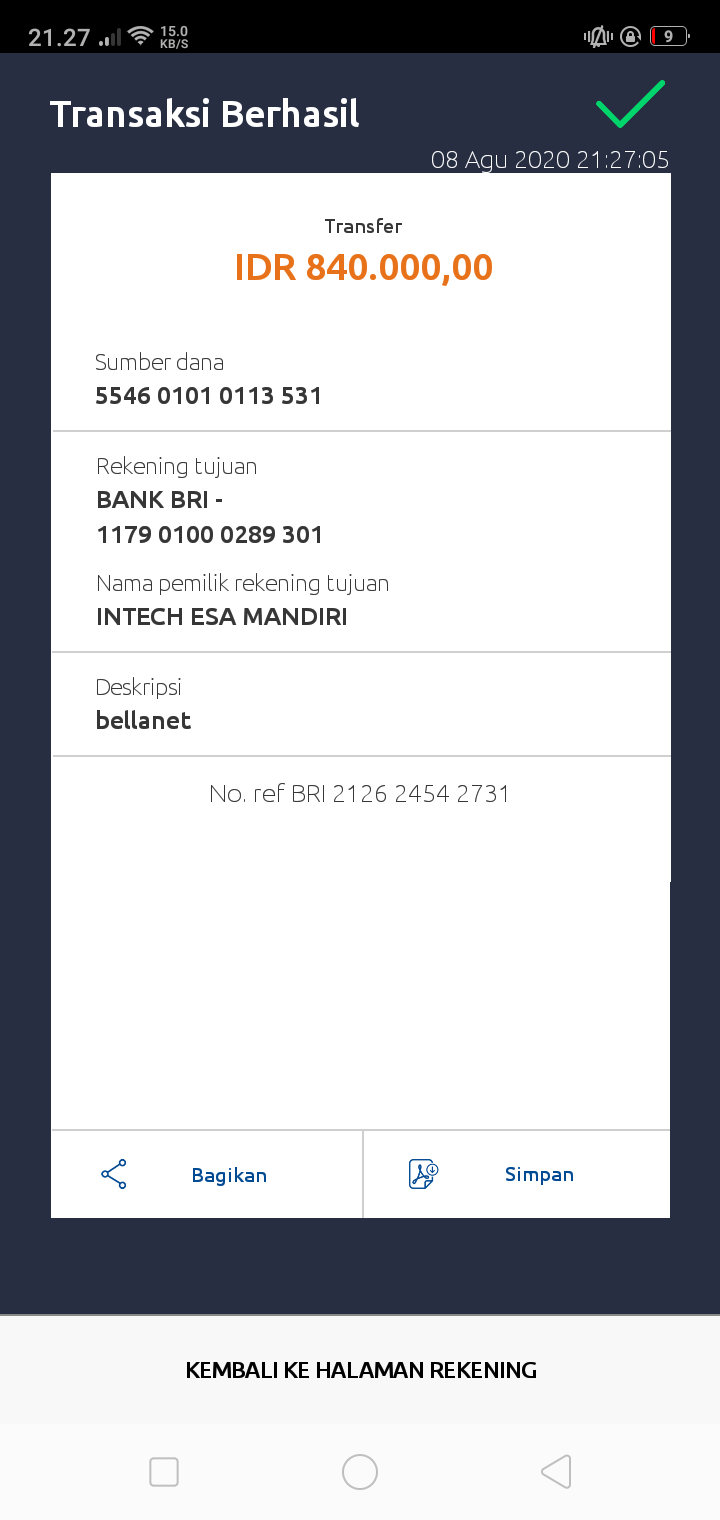 21.27
15.0
KB/S
9
Transaksi Berhasil
08 Agu 2020 21:27:05
Transfer
IDR 840.000,00
Sumber dana
5546 0101 0113 531
Rekening tujuan
BANK BRI -
1179 0100 0289 301
Nama pemilik rekening tujuan
INTECH ESA MANDIRI
Deskripsi
bellanet
No. ref BRI 2126 2454 2731
Bagikan
Simpan
KEMBALI KE HALAMAN REKENING